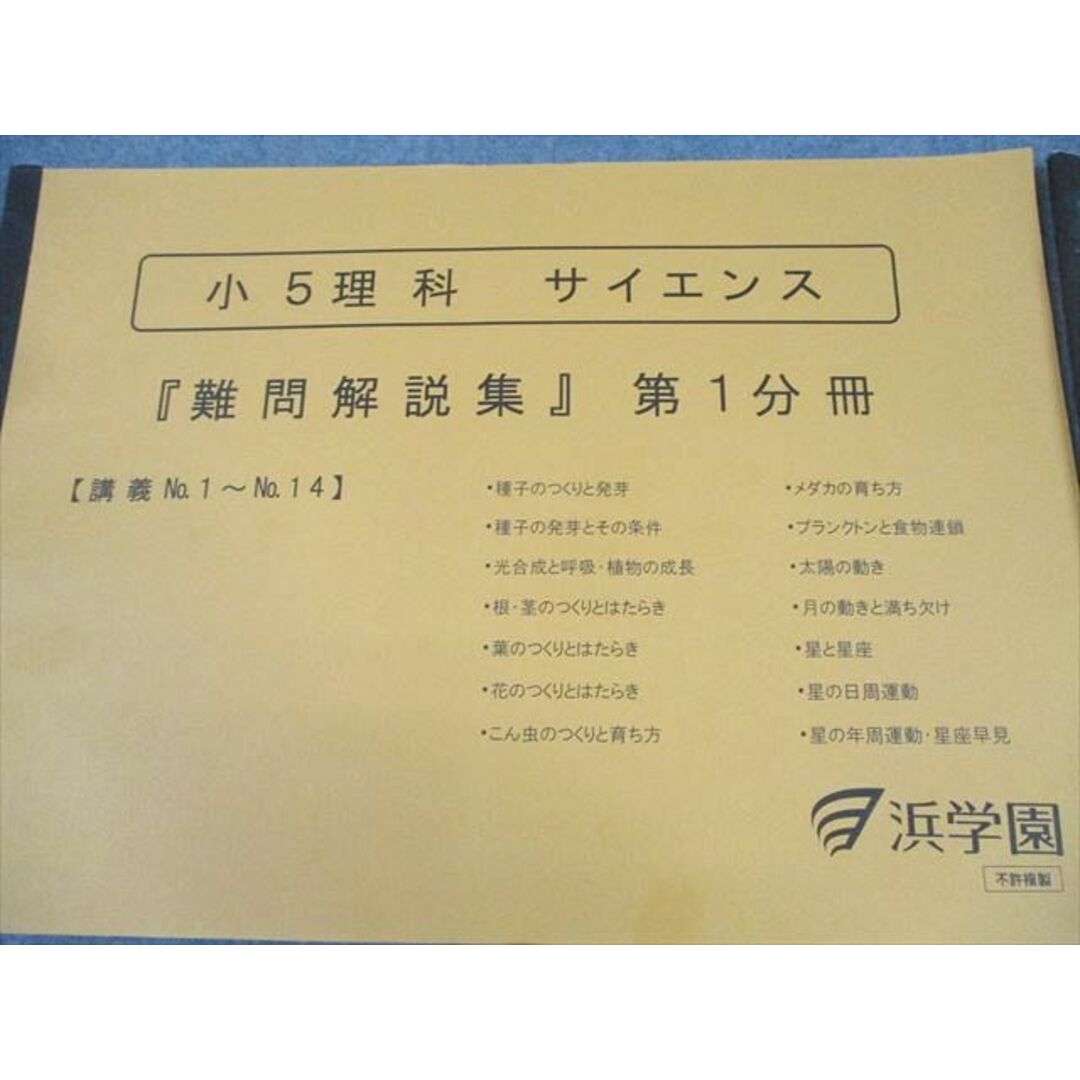 小5理科 サイエンス
『難問解説集』 第1分冊
【講義№1～№14】
・種子のつくりと発芽
・種子の発芽とその条件
・光合成と呼吸・植物の成長
・根・茎のつくりとはたらき
・葉のつくりとはたらき
・花のつくりとはたらき
・こん虫のつくりと育ち方
・メダカの育ち方
・プランクトンと食物連鎖
・太陽の動き
・月の動きと満ち欠け
・星と星座
・星の日周運動
・星の年周運動・星座早見
浜学園
不許複製